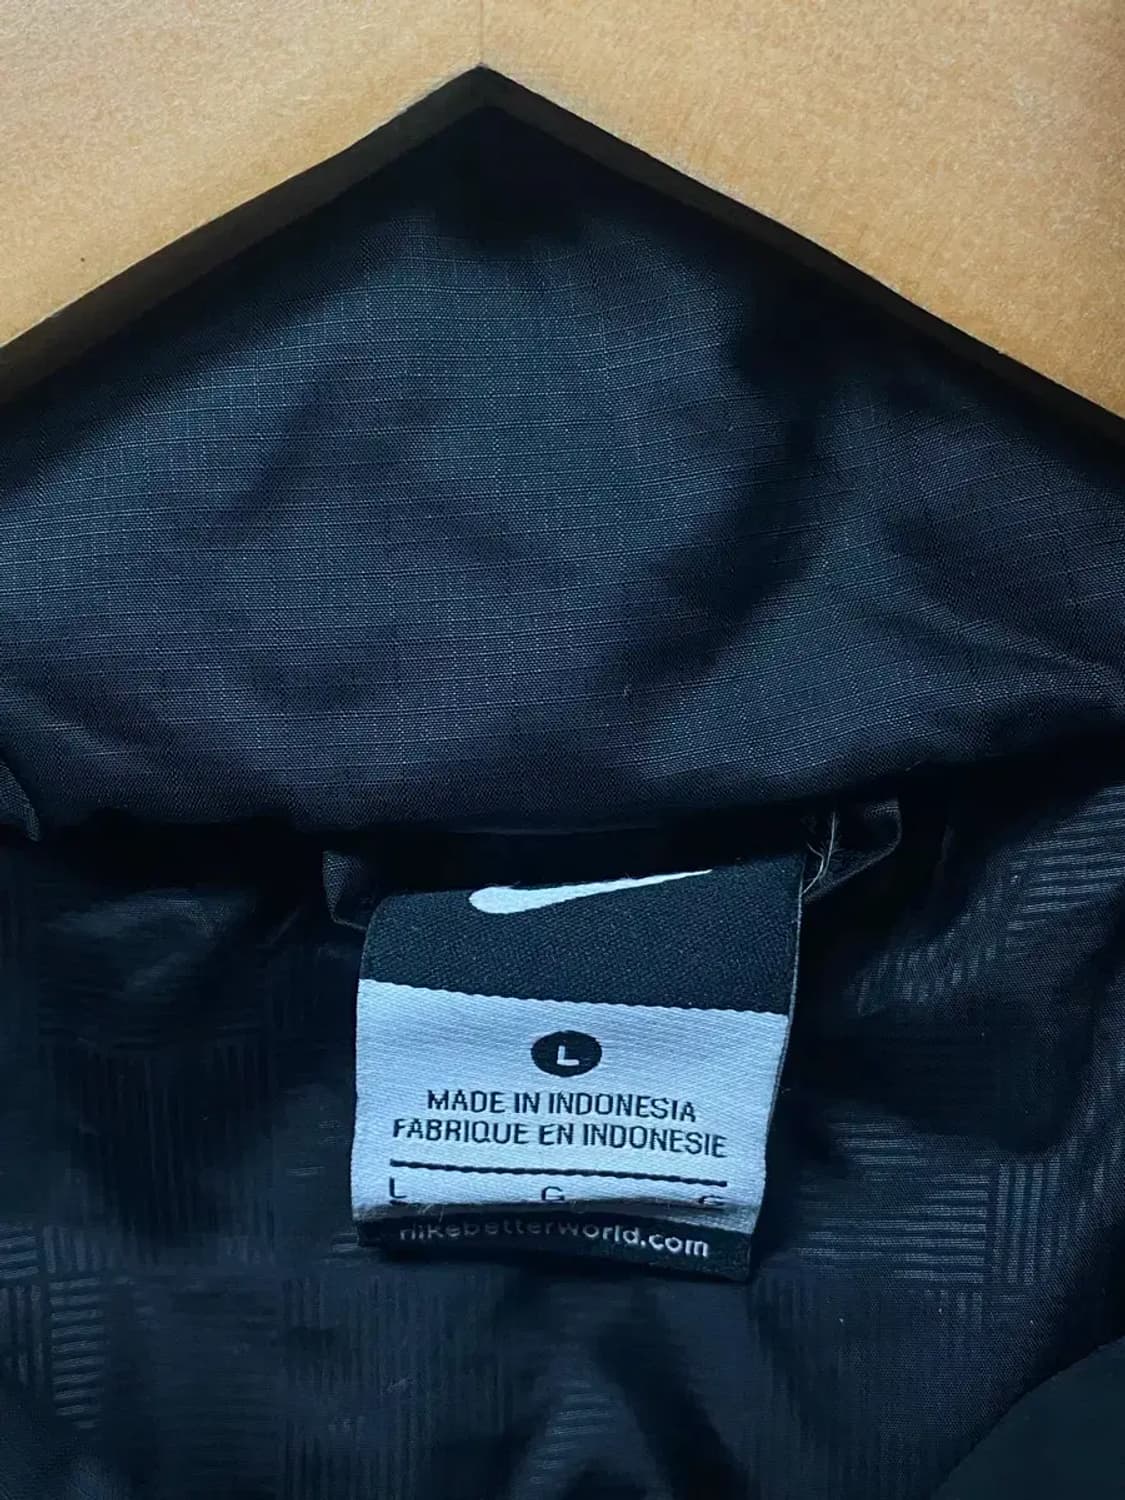 L
MADE IN INDONESIA
FABRIQUE EN INDONESIE
L G G
nikebetterworld.com